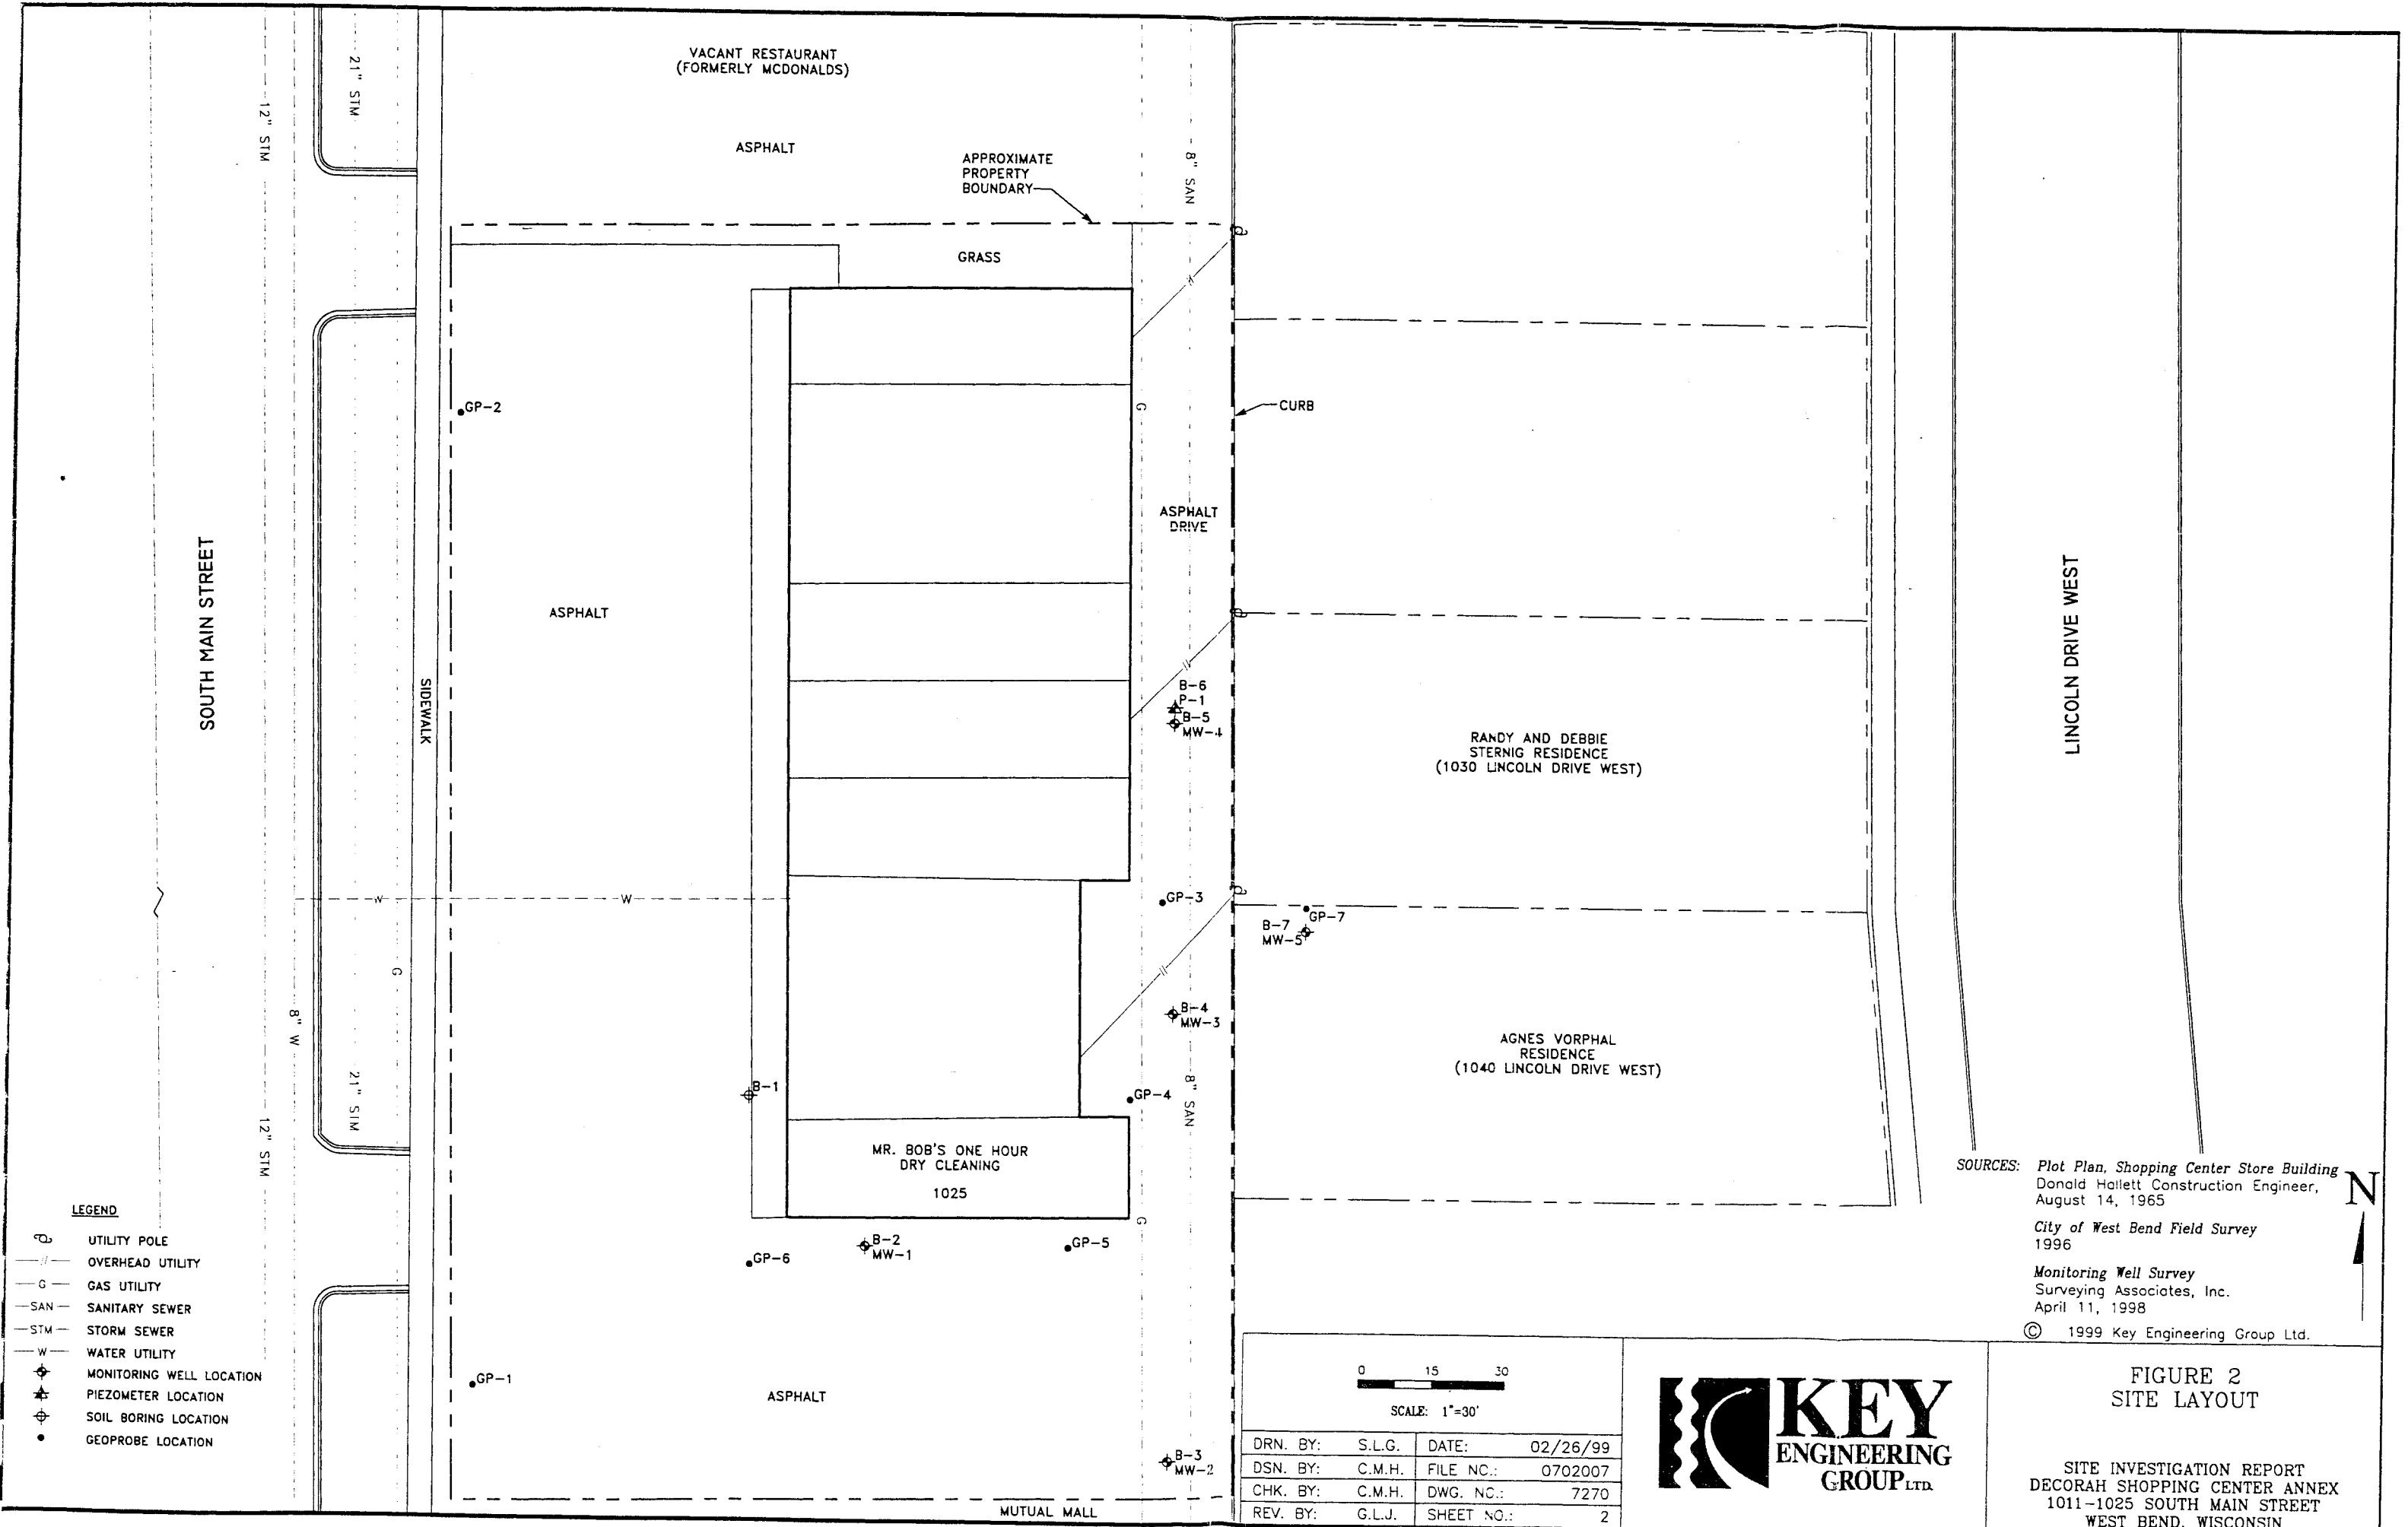 VACANT RESTAURANT
(FORMERLY MCDONALDS)
21" STM
12" STM
ASPHALT
APPROXIMATE
PROPERTY
BOUNDARY
8" SAN
GRASS
GP-2
G
CURB
ASPHALT
DRIVE
SOUTH MAIN STREET
LINCOLN DRIVE WEST
ASPHALT
SIDEWALK
B-6
P-1
B-5
MW-4
RANDY AND DEBBIE
STERNIG RESIDENCE
(1030 LINCOLN DRIVE WEST)
W
W
GP-3
GP-7
B-7
MW-5
G
8" W
B-4
MW-3
AGNES VORPHAL
RESIDENCE
(1040 LINCOLN DRIVE WEST)
B-1
GP-4
8" SAN
21" STM
12" STM
MR. BOB'S ONE HOUR
DRY CLEANING
1025
G
B-2
MW-1
GP-5
GP-6
GP-1
ASPHALT
B-3
MW-2
MUTUAL MALL
LEGEND
UTILITY POLE
// OVERHEAD UTILITY
G GAS UTILITY
SAN SANITARY SEWER
STM STORM SEWER
W WATER UTILITY
MONITORING WELL LOCATION
PIEZOMETER LOCATION
SOIL BORING LOCATION
GEOPROBE LOCATION
SOURCES: Plot Plan, Shopping Center Store Building
Donald Hallett Construction Engineer,
August 14, 1965
City of West Bend Field Survey
1996
Monitoring Well Survey
Surveying Associates, Inc.
April 11, 1998
© 1999 Key Engineering Group Ltd.
N
0 15 30
SCALE: 1"=30'
DRN. BY: S.L.G. DATE: 02/26/99
DSN. BY: C.M.H. FILE NO.: 0702007
CHK. BY: C.M.H. DWG. NO.: 7270
REV. BY: G.L.J. SHEET NO.: 2
KEY
ENGINEERING
GROUP LTD.
FIGURE 2
SITE LAYOUT
SITE INVESTIGATION REPORT
DECORAH SHOPPING CENTER ANNEX
1011-1025 SOUTH MAIN STREET
WEST BEND, WISCONSIN